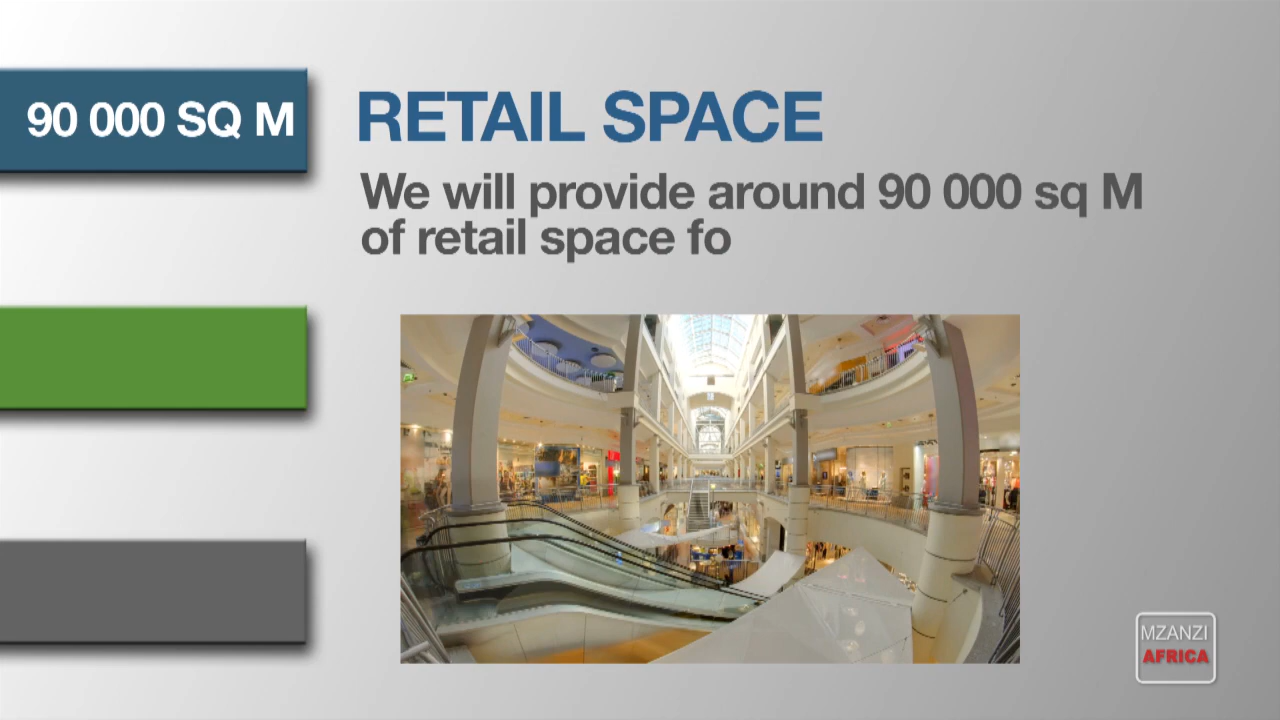 90 000 SQ M
RETAIL SPACE
We will provide around 90 000 sq M
of retail space fo
MZANZI
AFRICA